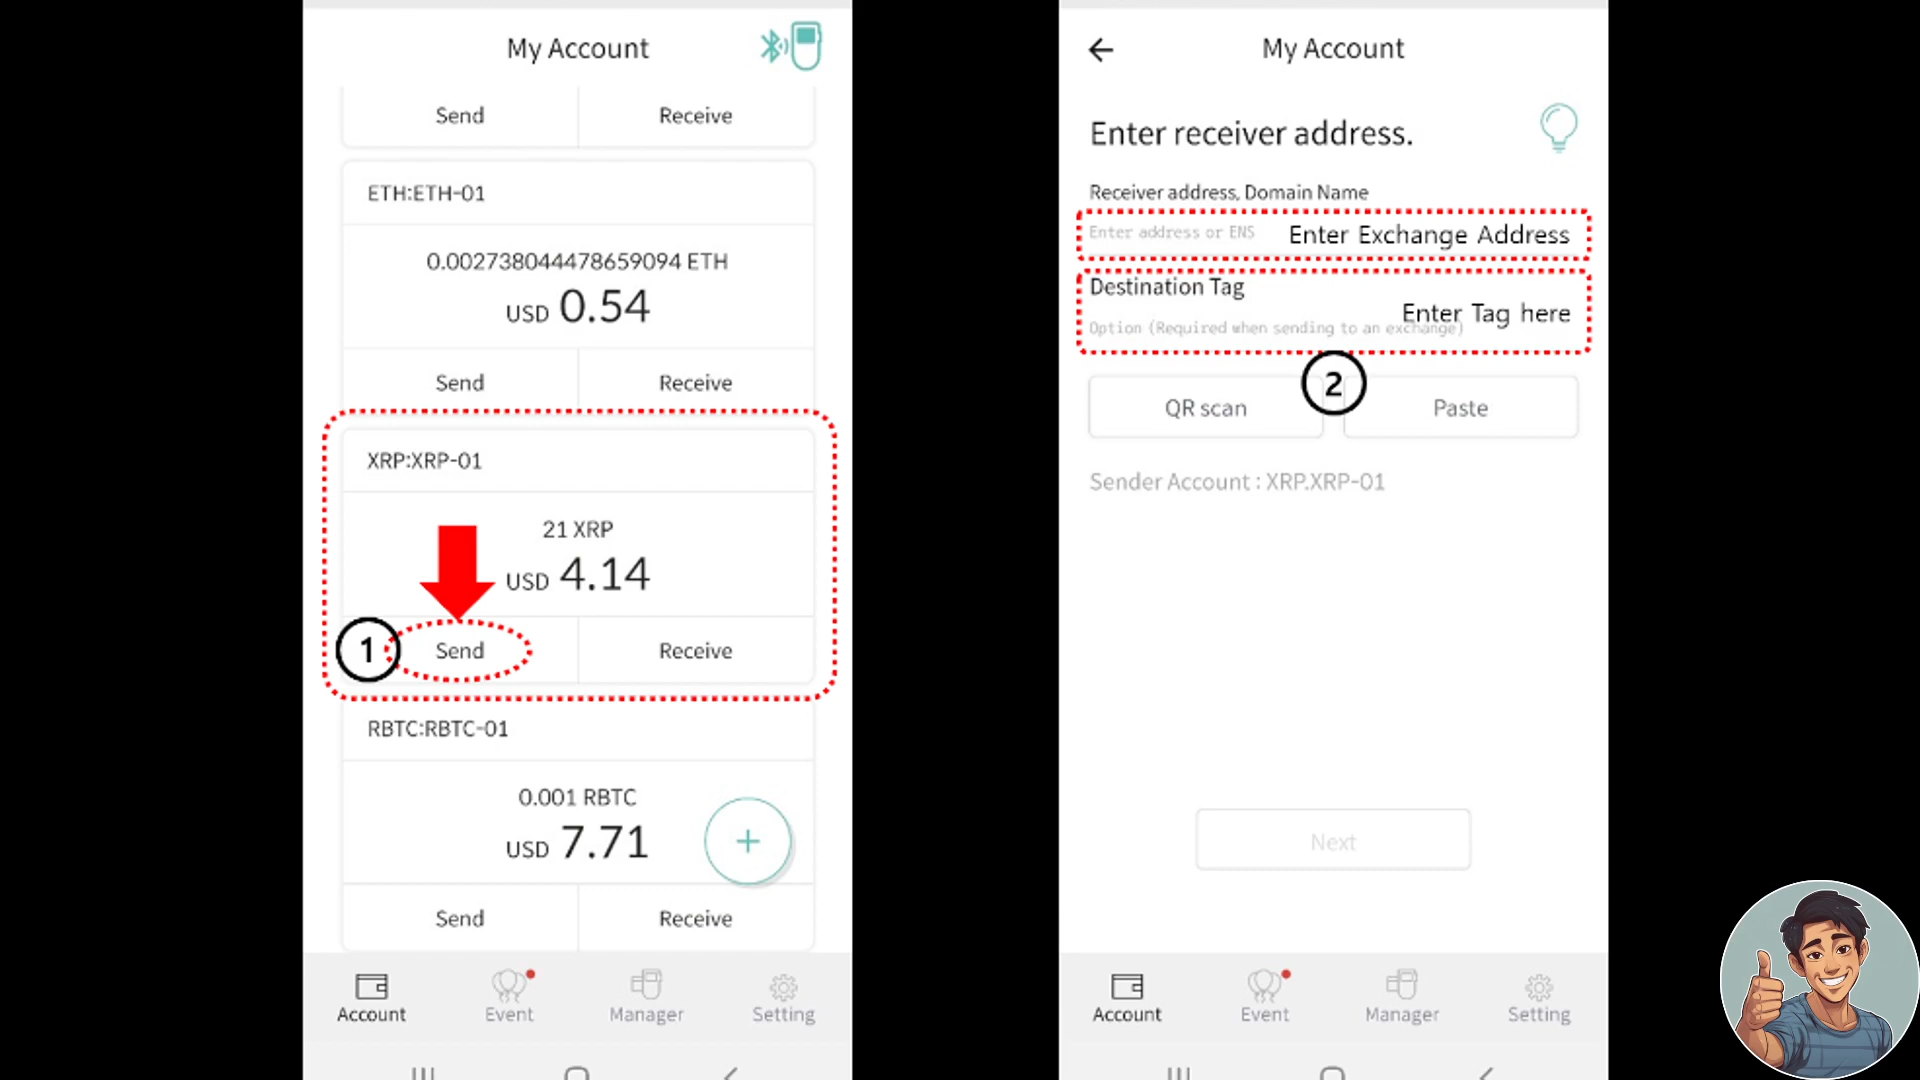 My Account
Send Receive
ETH:ETH-01
0.002738044478659094 ETH
USD 0.54
Send Receive
XRP:XRP-01
21 XRP
USD 4.14
1 Send Receive
RBTC:RBTC-01
0.001 RBTC
USD 7.71
+
Send Receive
Account Event Manager Setting
My Account
Enter receiver address.
Receiver address, Domain Name
Enter address or ENS Enter Exchange Address
Destination Tag
Enter Tag here
Option (Required when sending to an exchange)
2
QR scan Paste
Sender Account : XRP.XRP-01
Next
Account Event Manager Setting